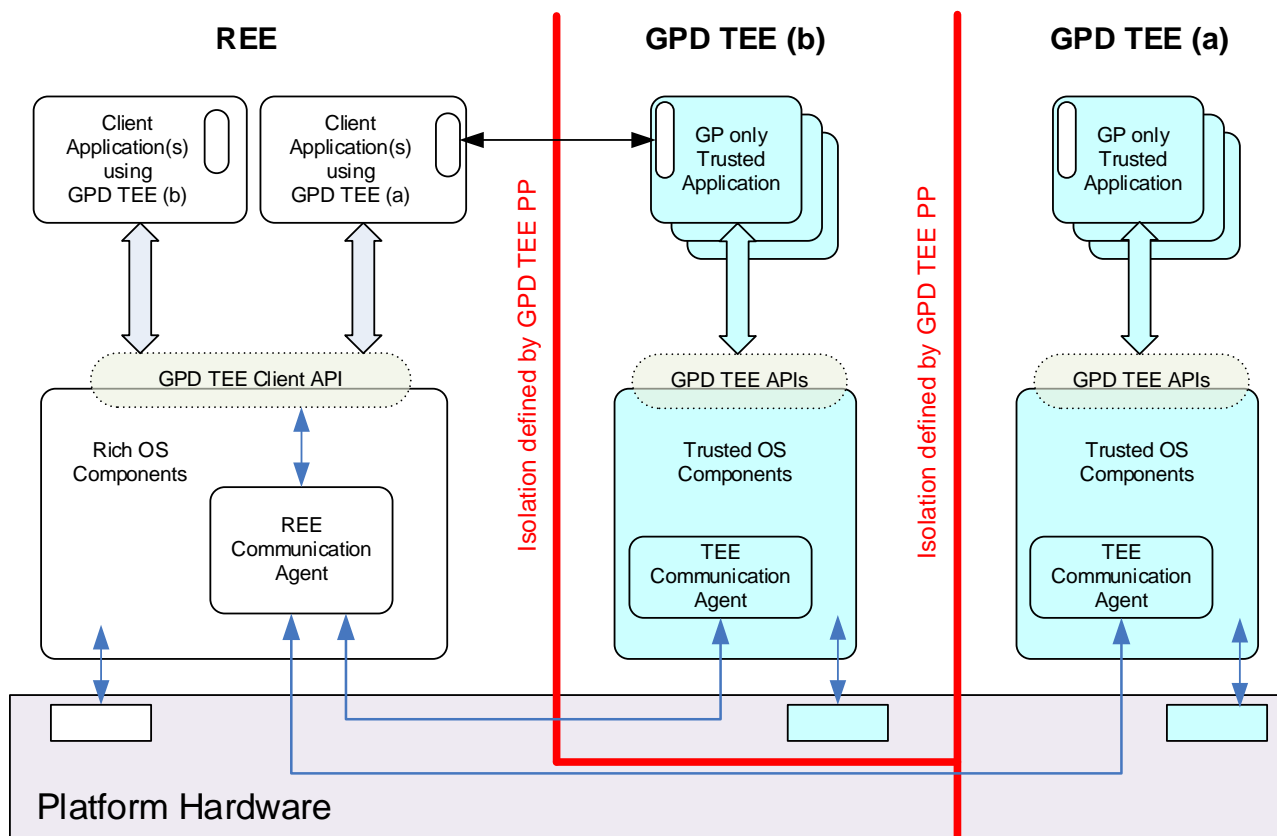 REE
GPD TEE (b)
GPD TEE (a)
Client
Application(s)
using
GPD TEE (b)
Client
Application(s)
using
GPD TEE (a)
GP only
Trusted
Application
GP only
Trusted
Application
Isolation defined by GPD TEE PP
Isolation defined by GPD TEE PP
GPD TEE Client API
GPD TEE APIs
GPD TEE APIs
Rich OS
Components
Trusted OS
Components
Trusted OS
Components
REE
Communication
Agent
TEE
Communication
Agent
TEE
Communication
Agent
Platform Hardware